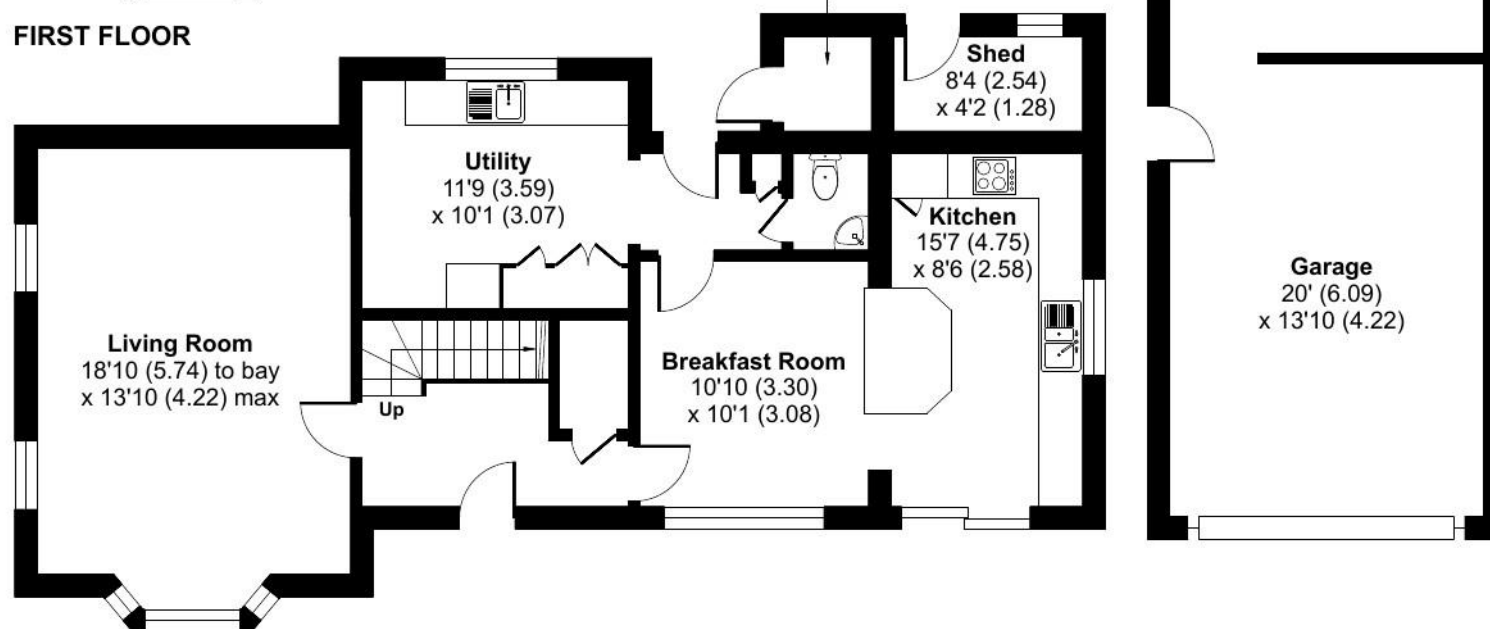 FIRST FLOOR
Shed
8'4 (2.54)
x 4'2 (1.28)
Utility
11'9 (3.59)
x 10'1 (3.07)
Kitchen
15'7 (4.75)
x 8'6 (2.58)
Garage
20' (6.09)
x 13'10 (4.22)
Living Room
18'10 (5.74) to bay
x 13'10 (4.22) max
Breakfast Room
10'10 (3.30)
x 10'1 (3.08)
Up